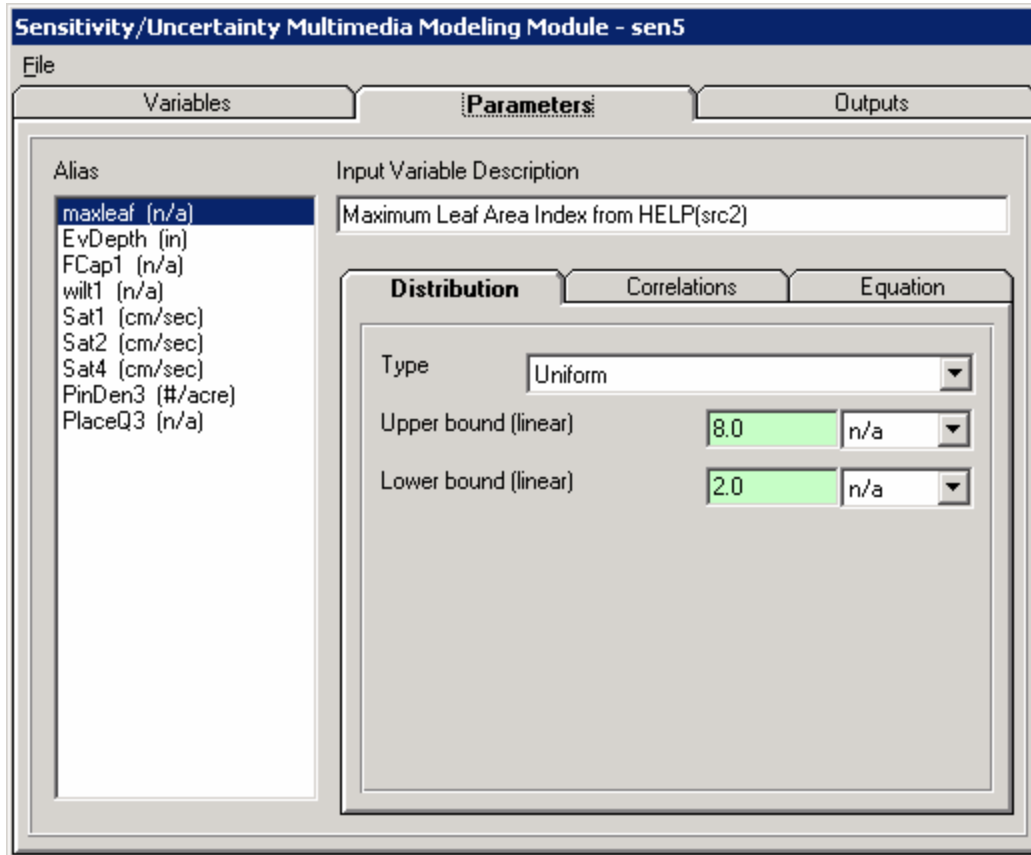 Sensitivity/Uncertainty Multimedia Modeling Module - sen5
File
Variables Parameters Outputs
Alias
maxleaf (n/a)
EvDepth (in)
FCap1 (n/a)
wilt1 (n/a)
Sat1 (cm/sec)
Sat2 (cm/sec)
Sat4 (cm/sec)
PinDen3 (#/acre)
PlaceQ3 (n/a)
Input Variable Description
Maximum Leaf Area Index from HELP(src2)
Distribution Correlations Equation
Type Uniform
Upper bound (linear) 8.0 n/a
Lower bound (linear) 2.0 n/a